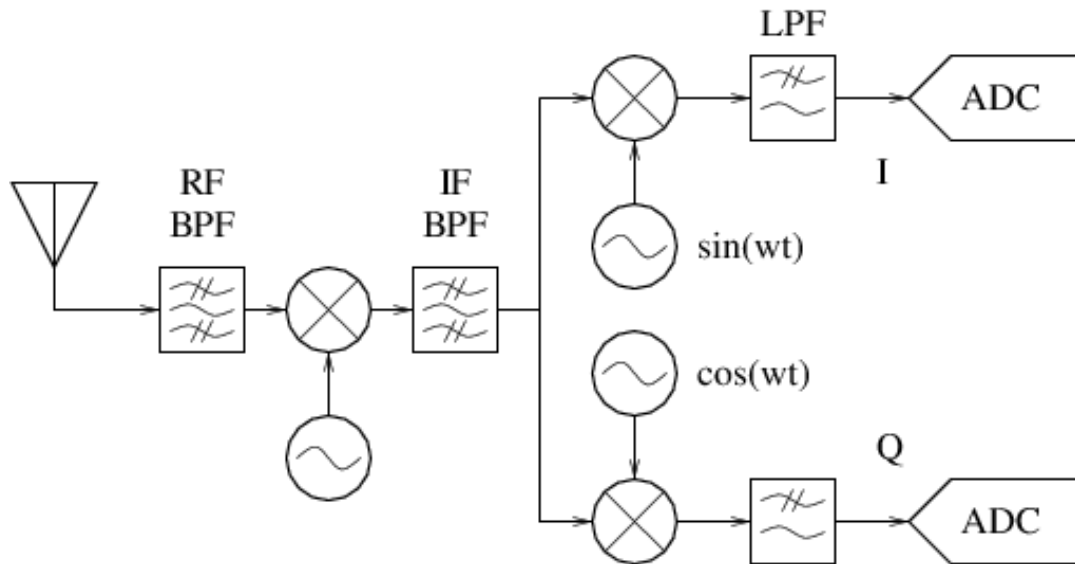 LPF
ADC
I
RF
BPF
IF
BPF
sin(wt)
cos(wt)
Q
ADC